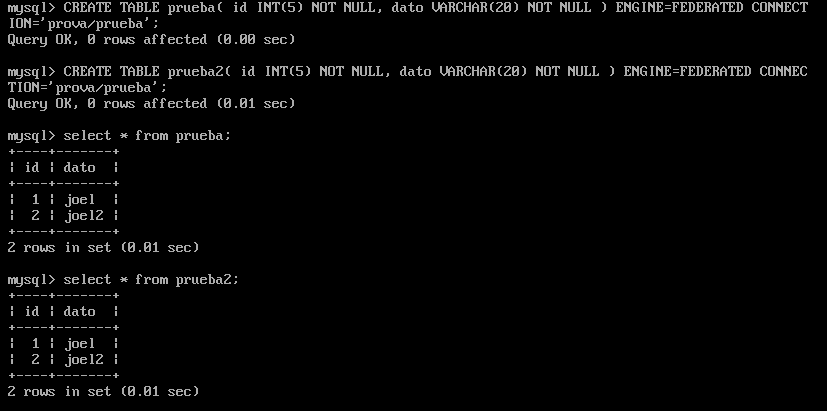 mysql> CREATE TABLE prueba( id INT(5) NOT NULL, dato VARCHAR(20) NOT NULL ) ENGINE=FEDERATED CONNECT
ION='prova/prueba';
Query OK, 0 rows affected (0.00 sec)
mysql> CREATE TABLE prueba2( id INT(5) NOT NULL, dato VARCHAR(20) NOT NULL ) ENGINE=FEDERATED CONNEC
TION='prova/prueba';
Query OK, 0 rows affected (0.01 sec)
mysql> select * from prueba;
+----+-------+
| id | dato  |
+----+-------+
|  1 | joel  |
|  2 | joel2 |
+----+-------+
2 rows in set (0.01 sec)
mysql> select * from prueba2;
+----+-------+
| id | dato  |
+----+-------+
|  1 | joel  |
|  2 | joel2 |
+----+-------+
2 rows in set (0.01 sec)